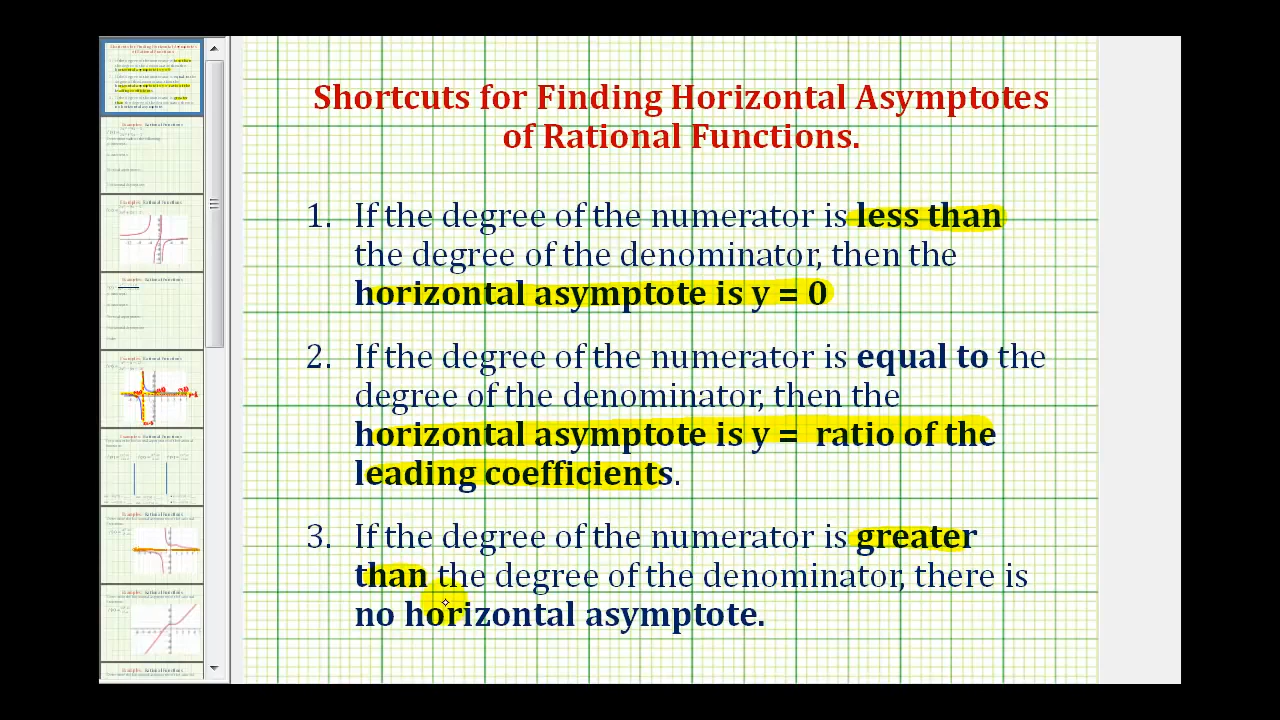 Shortcuts for Finding Horizontal Asymptotes
of Rational Functions.
1. If the degree of the numerator is less than
the degree of the denominator, then the
horizontal asymptote is y = 0
2. If the degree of the numerator is equal to the
degree of the denominator, then the
horizontal asymptote is y = ratio of the
leading coefficients.
3. If the degree of the numerator is greater
than the degree of the denominator, there is
no horizontal asymptote.